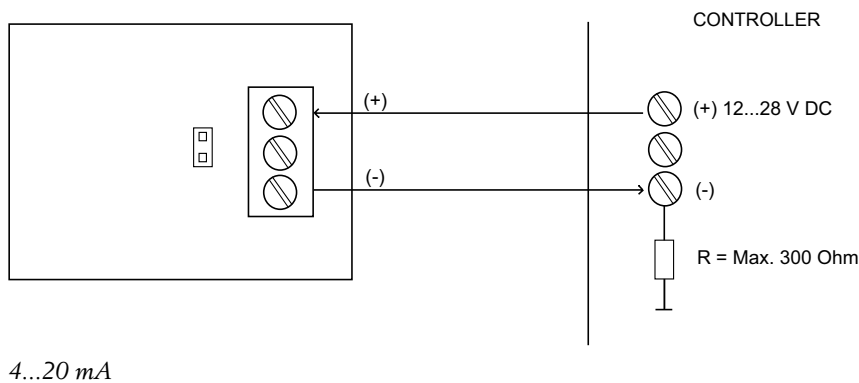 CONTROLLER
(+)
(+) 12...28 V DC
(-)
(-)
R = Max. 300 Ohm
4...20 mA